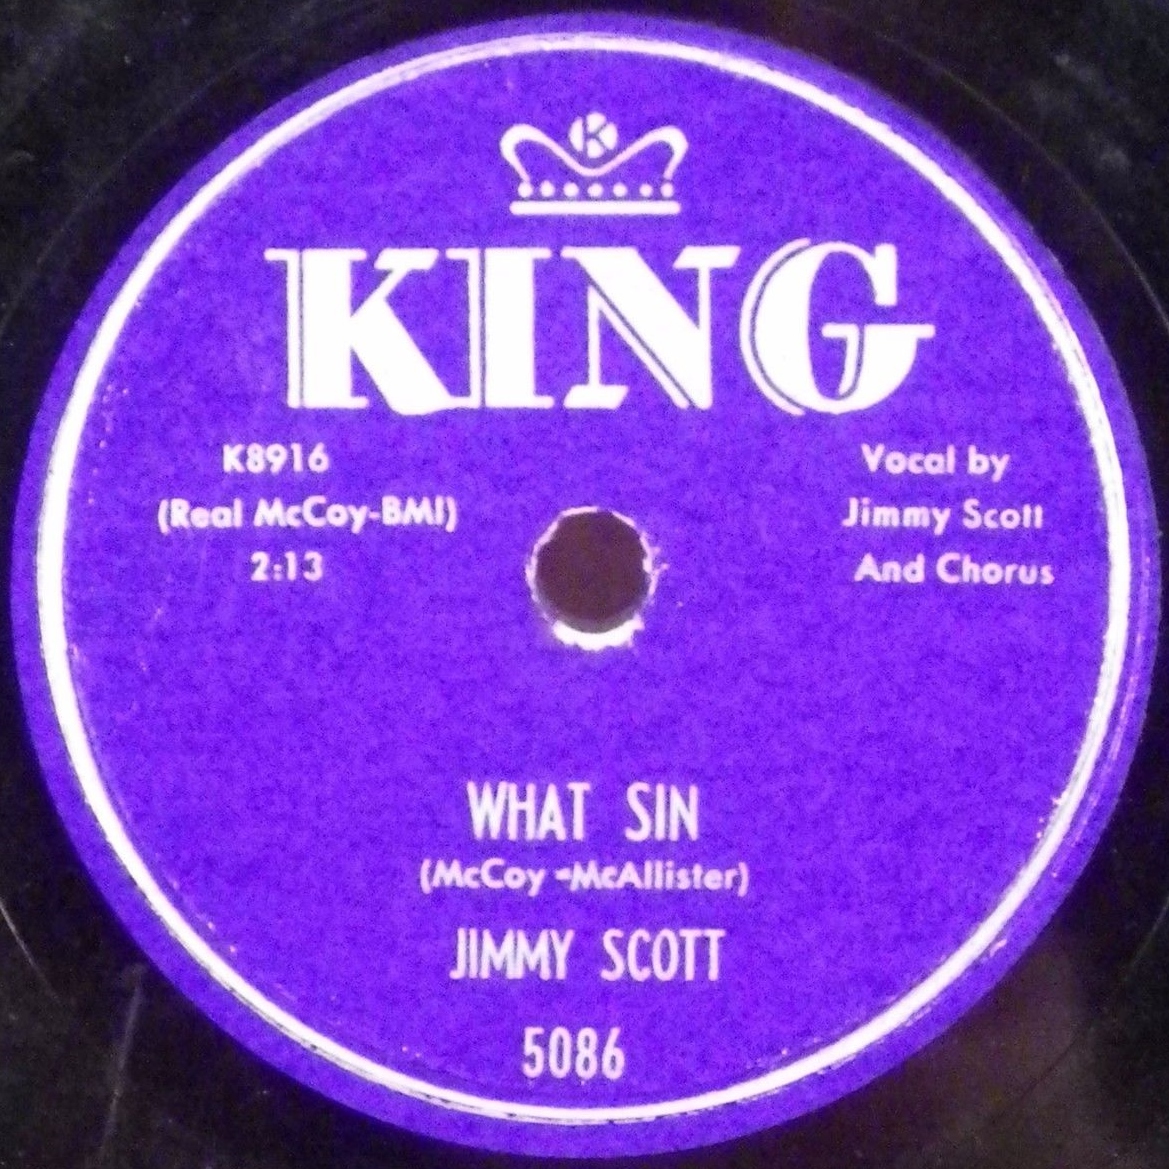 K
KING
K8916
(Real McCoy-BMI)
2:13
Vocal by
Jimmy Scott
And Chorus
WHAT SIN
(McCoy-McAllister)
JIMMY SCOTT
5086